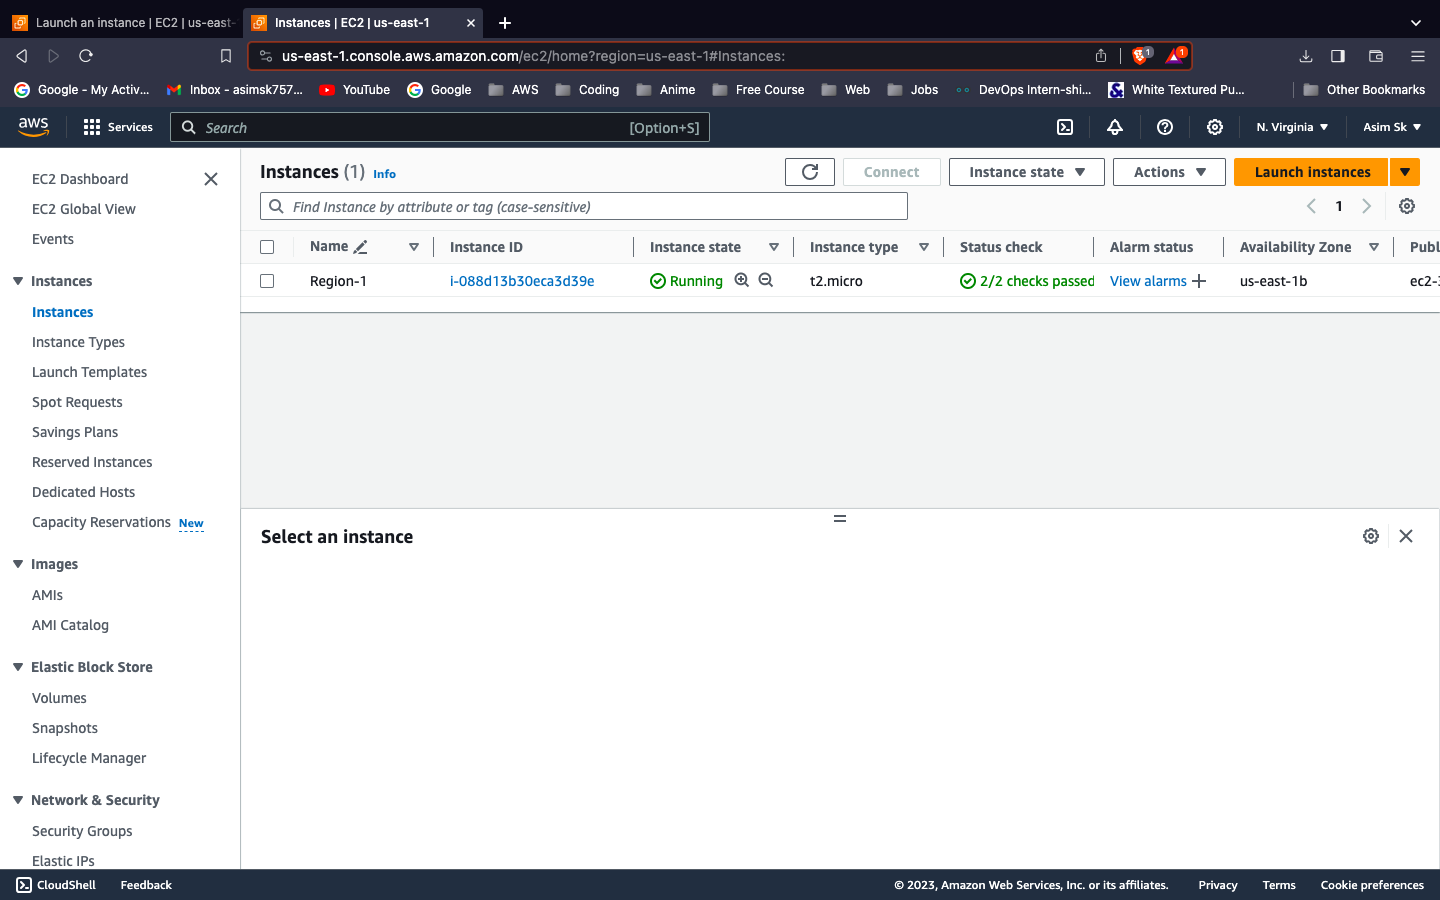 Launch an instance | EC2 | us-east-
Instances | EC2 | us-east-1
us-east-1.console.aws.amazon.com/ec2/home?region=us-east-1#Instances:
1
1
Google - My Activ...
Inbox - asimsk757...
YouTube
Google
AWS
Coding
Anime
Free Course
Web
Jobs
DevOps Intern-shi...
White Textured Pu...
Other Bookmarks
aws
Services
Search
[Option+S]
N. Virginia
Asim Sk
EC2 Dashboard
EC2 Global View
Events
Instances
Instances
Instance Types
Launch Templates
Spot Requests
Savings Plans
Reserved Instances
Dedicated Hosts
Capacity Reservations New
Images
AMIs
AMI Catalog
Elastic Block Store
Volumes
Snapshots
Lifecycle Manager
Network & Security
Security Groups
Elastic IPs
Instances (1) Info
Connect
Instance state
Actions
Launch instances
Find Instance by attribute or tag (case-sensitive)
1
Name
Instance ID
Instance state
Instance type
Status check
Alarm status
Availability Zone
Publ
Region-1
i-088d13b30eca3d39e
Running
t2.micro
2/2 checks passed
View alarms
us-east-1b
ec2-
Select an instance
CloudShell
Feedback
© 2023, Amazon Web Services, Inc. or its affiliates.
Privacy
Terms
Cookie preferences